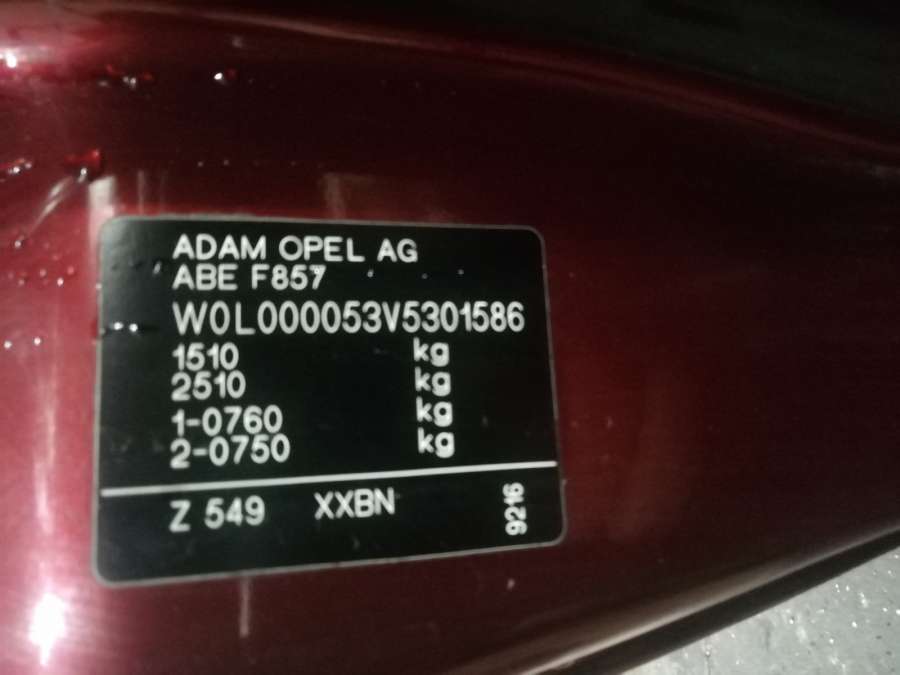 ADAM OPEL AG
ABE F857
W0L000053V5301586
1510 kg
2510 kg
1-0760 kg
2-0750 kg
Z 549 XXBN
9216